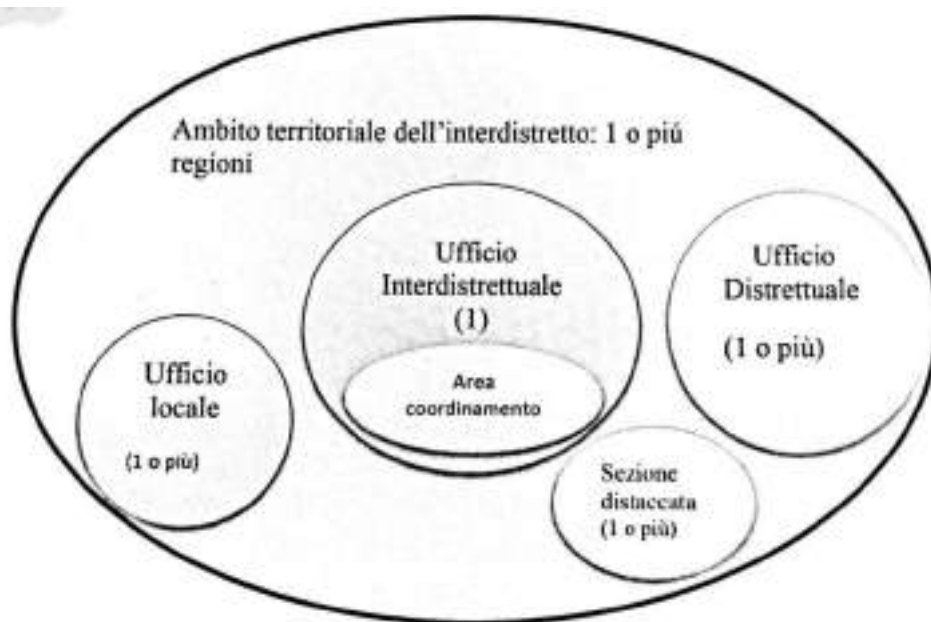 Ambito territoriale dell'interdistretto: 1 o piú
regioni
Ufficio
Interdistrettuale
(1)
Area
coordinamento
Ufficio
Distrettuale
(1 o più)
Ufficio
locale
(1 o più)
Sezione
distaccata
(1 o più)